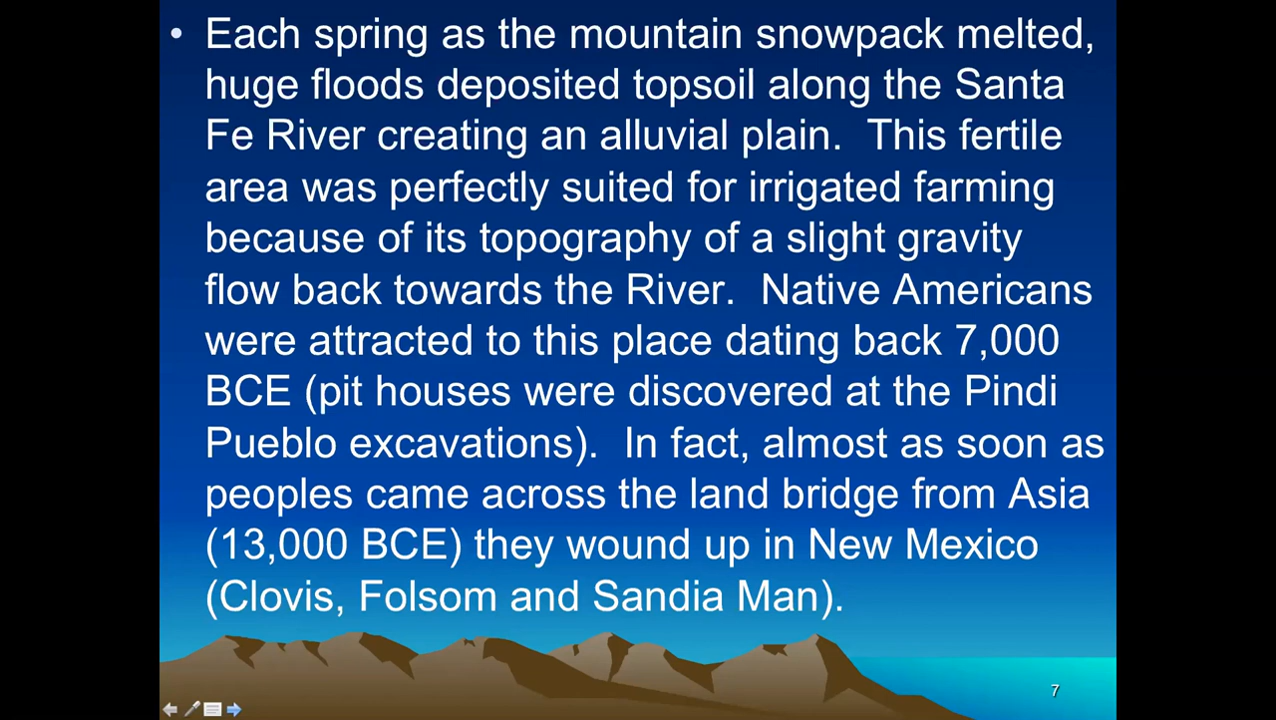 • Each spring as the mountain snowpack melted,
huge floods deposited topsoil along the Santa
Fe River creating an alluvial plain.  This fertile
area was perfectly suited for irrigated farming
because of its topography of a slight gravity
flow back towards the River.  Native Americans
were attracted to this place dating back 7,000
BCE (pit houses were discovered at the Pindi
Pueblo excavations).  In fact, almost as soon as
peoples came across the land bridge from Asia
(13,000 BCE) they wound up in New Mexico
(Clovis, Folsom and Sandia Man).
7